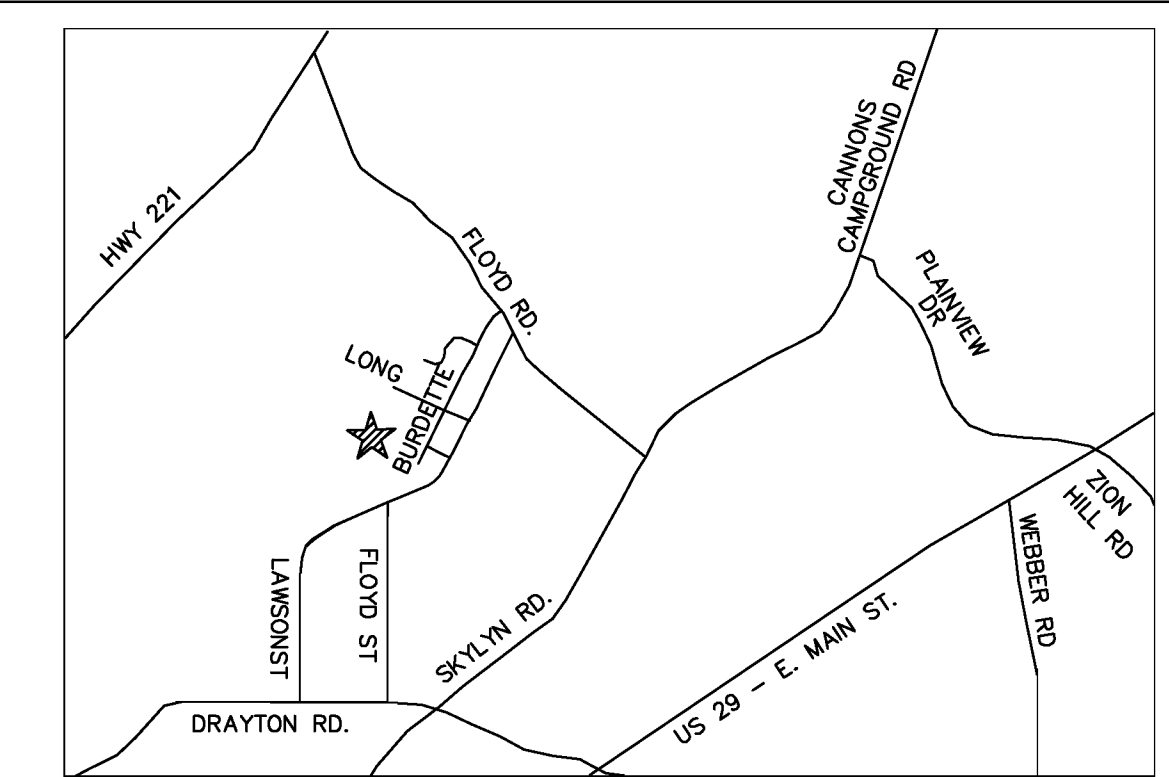 CANNONS
CAMPGROUND RD
HWY 221
FLOYD RD.
PLAINVIEW
DR
LONG
BURDETTE
ZION
HILL RD
WEBBER RD
LAWSONST
FLOYD ST
SKYLYN RD.
US 29 - E. MAIN ST.
DRAYTON RD.